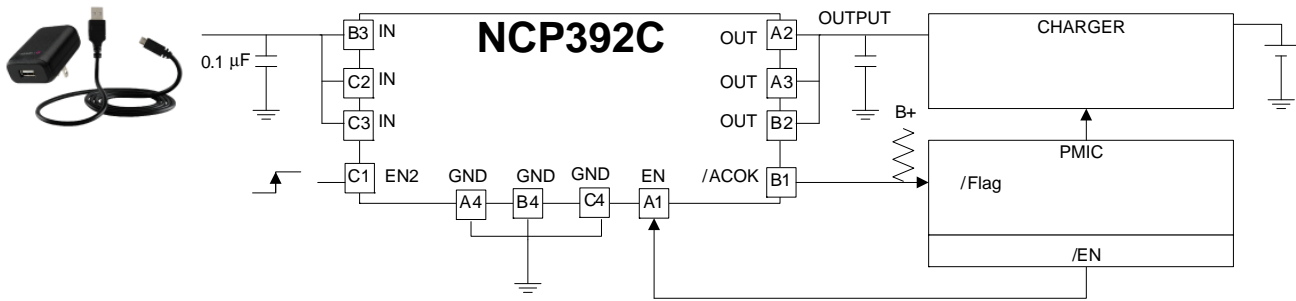 NCP392C
0.1 μF
B3 IN
C2 IN
C3 IN
C1 EN2
GND A4
GND B4
GND C4
EN A1
OUT A2
OUT A3
OUT B2
/ACOK B1
OUTPUT
CHARGER
B+
PMIC
/Flag
/EN